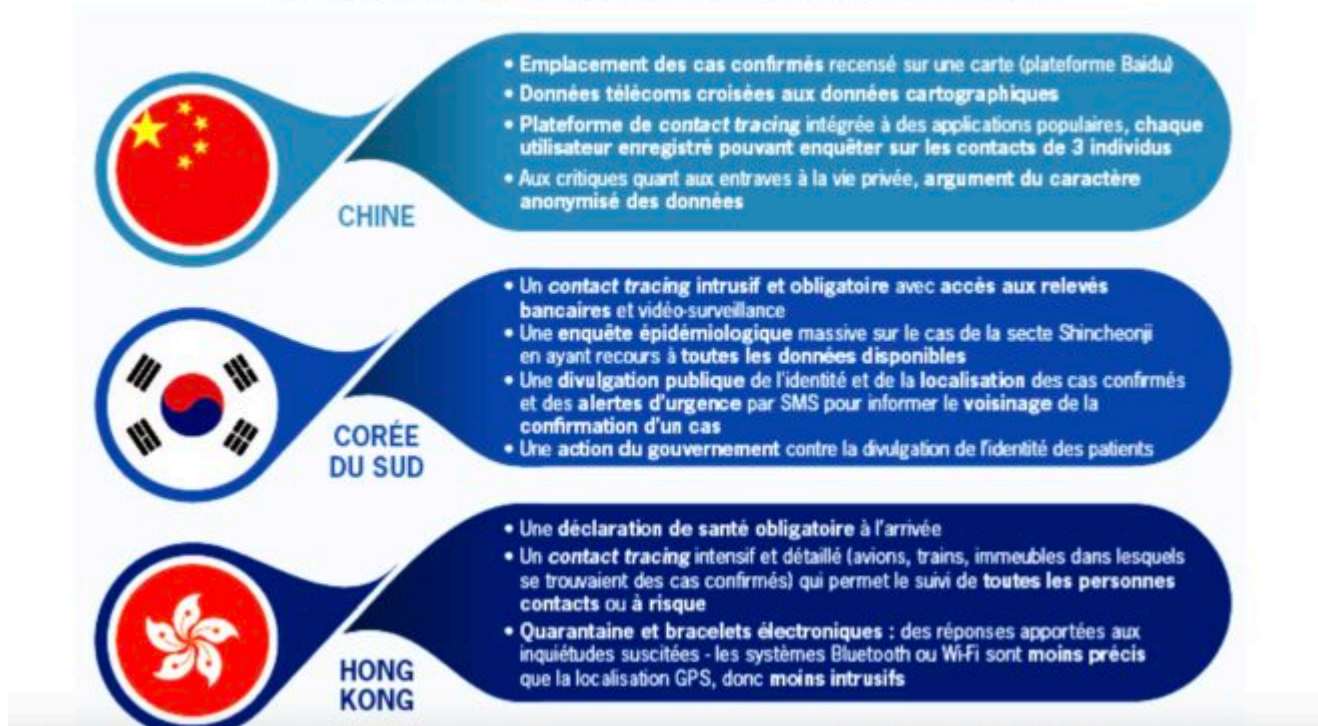 • Emplacement des cas confirmés recensé sur une carte (plateforme Baidu)
• Données télécoms croisées aux données cartographiques
• Plateforme de contact tracing intégrée à des applications populaires, chaque
utilisateur enregistré pouvant enquêter sur les contacts de 3 individus
• Aux critiques quant aux entraves à la vie privée, argument du caractère
anonymisé des données
CHINE
• Un contact tracing intrusif et obligatoire avec accès aux relevés
bancaires et vidéo-surveillance
• Une enquête épidémiologique massive sur le cas de la secte Shincheonji
en ayant recours à toutes les données disponibles
• Une divulgation publique de l'identité et de la localisation des cas confirmés
et des alertes d'urgence par SMS pour informer le voisinage de la
confirmation d'un cas
• Une action du gouvernement contre la divulgation de l'identité des patients
CORÉE
DU SUD
• Une déclaration de santé obligatoire à l'arrivée
• Un contact tracing intensif et détaillé (avions, trains, immeubles dans lesquels
se trouvaient des cas confirmés) qui permet le suivi de toutes les personnes
contacts ou à risque
• Quarantaine et bracelets électroniques : des réponses apportées aux
inquiétudes suscitées - les systèmes Bluetooth ou Wi-Fi sont moins précis
que la localisation GPS, donc moins intrusifs
HONG
KONG